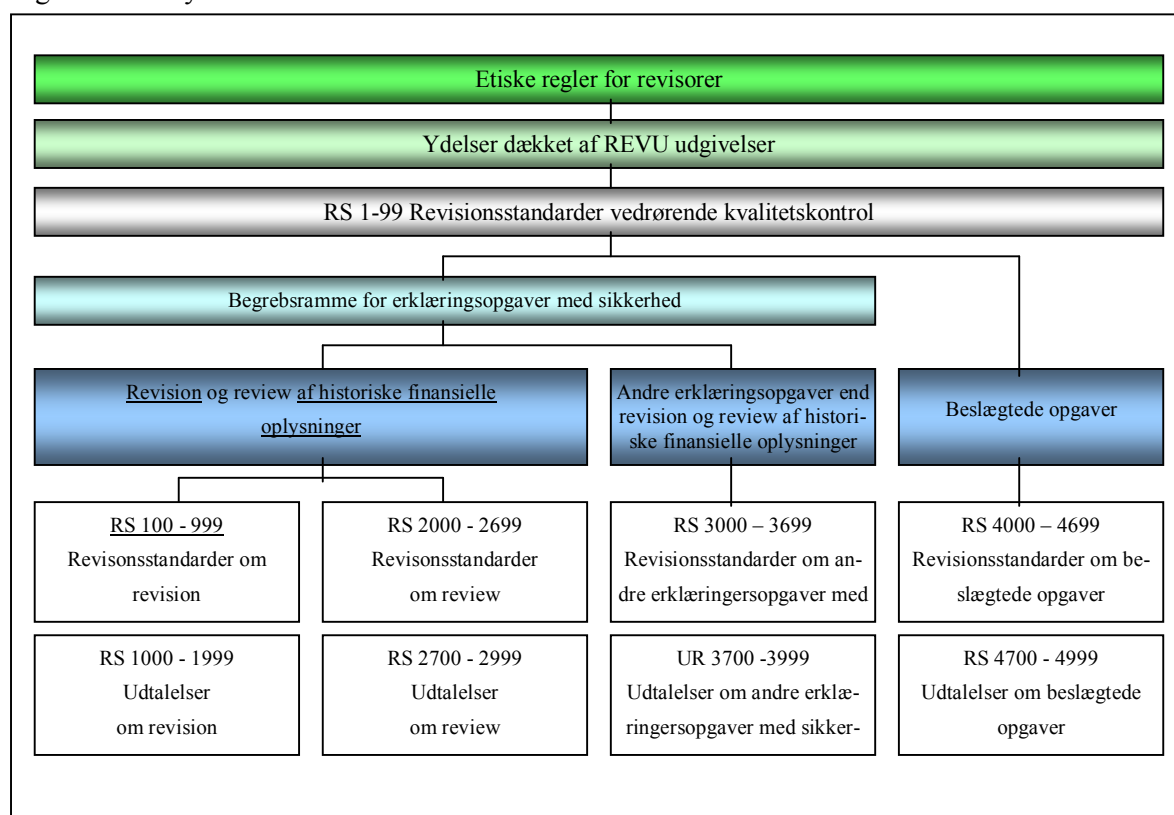 Etiske regler for revisorer
Ydelser dækket af REVU udgivelser
RS 1-99 Revisionsstandarder vedrørende kvalitetskontrol
Begrebsramme for erklæringsopgaver med sikkerhed
Revision og review af historiske finansielle
oplysninger
Andre erklæringsopgaver end
revision og review af histori-
ske finansielle oplysninger
Beslægtede opgaver
RS 100 - 999
Revisonsstandarder om
revision
RS 2000 - 2699
Revisonsstandarder
om review
RS 3000 – 3699
Revisionsstandarder om an-
dre erklæringersopgaver med
RS 4000 – 4699
Revisionsstandarder om be-
slægtede opgaver
RS 1000 - 1999
Udtalelser
om revision
RS 2700 - 2999
Udtalelser
om review
UR 3700 -3999
Udtalelser om andre erklæ-
ringersopgaver med sikker-
RS 4700 - 4999
Udtalelser om beslægtede
opgaver